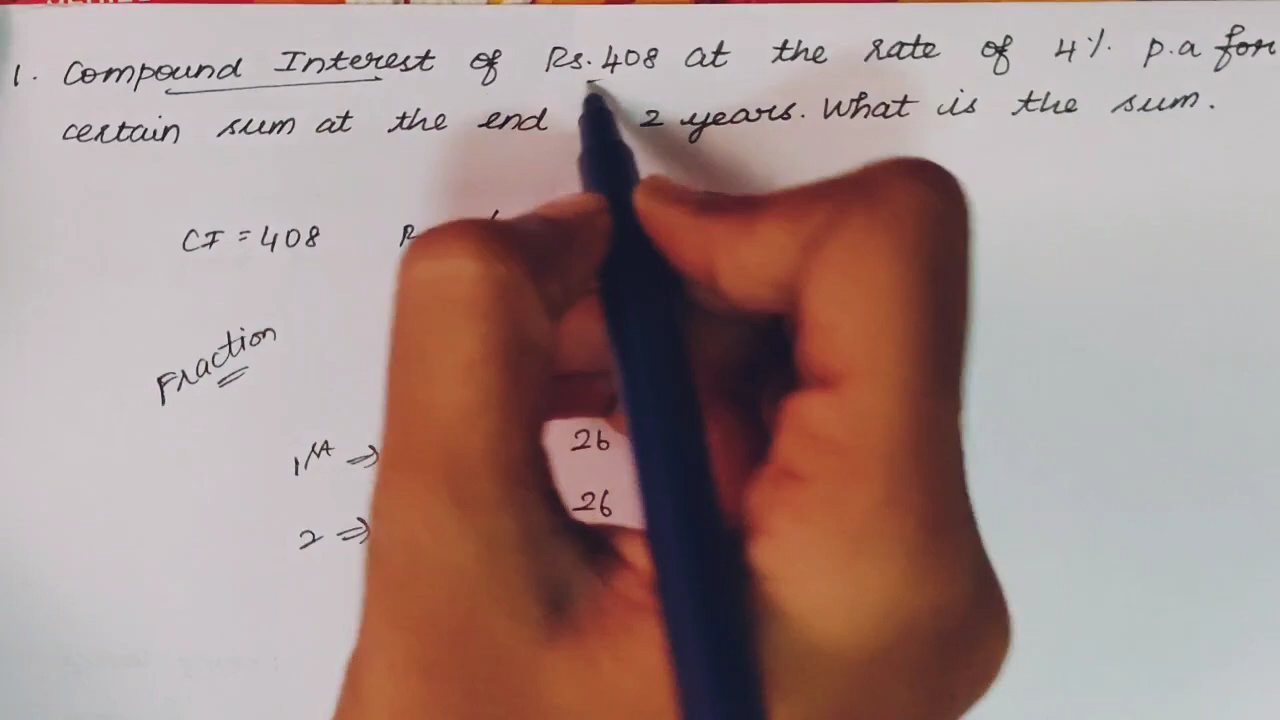 1. Compound Interest of Rs.408 at the rate of 4%. p.a for
certain sum at the end 2 years. What is the sum.
CI = 408 R
Fraction
1st ⇒ 26
2 ⇒ 26